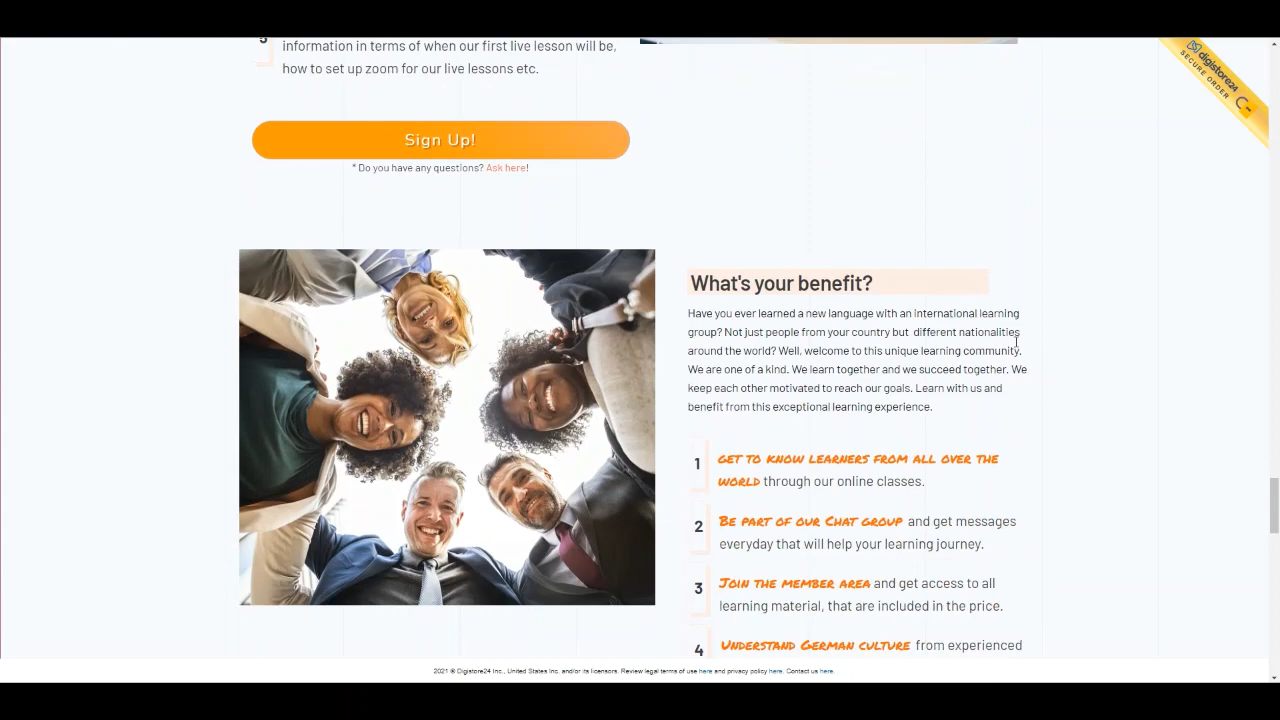 5
information in terms of when our first live lesson will be,
how to set up zoom for our live lessons etc.
digistore24
SECURE ORDER
Sign Up!
* Do you have any questions? Ask here!
What's your benefit?
Have you ever learned a new language with an international learning
group? Not just people from your country but different nationalities
around the world? Well, welcome to this unique learning community.
We are one of a kind. We learn together and we succeed together. We
keep each other motivated to reach our goals. Learn with us and
benefit from this exceptional learning experience.
1 GET TO KNOW LEARNERS FROM ALL OVER THE
WORLD through our online classes.
2 BE PART OF OUR CHAT GROUP and get messages
everyday that will help your learning journey.
3 JOIN THE MEMBER AREA and get access to all
learning material, that are included in the price.
4 UNDERSTAND GERMAN CULTURE from experienced
2021 © Digistore24 Inc., United States Inc. and/or its licensors. Review legal terms of use here and privacy policy here. Contact us here.